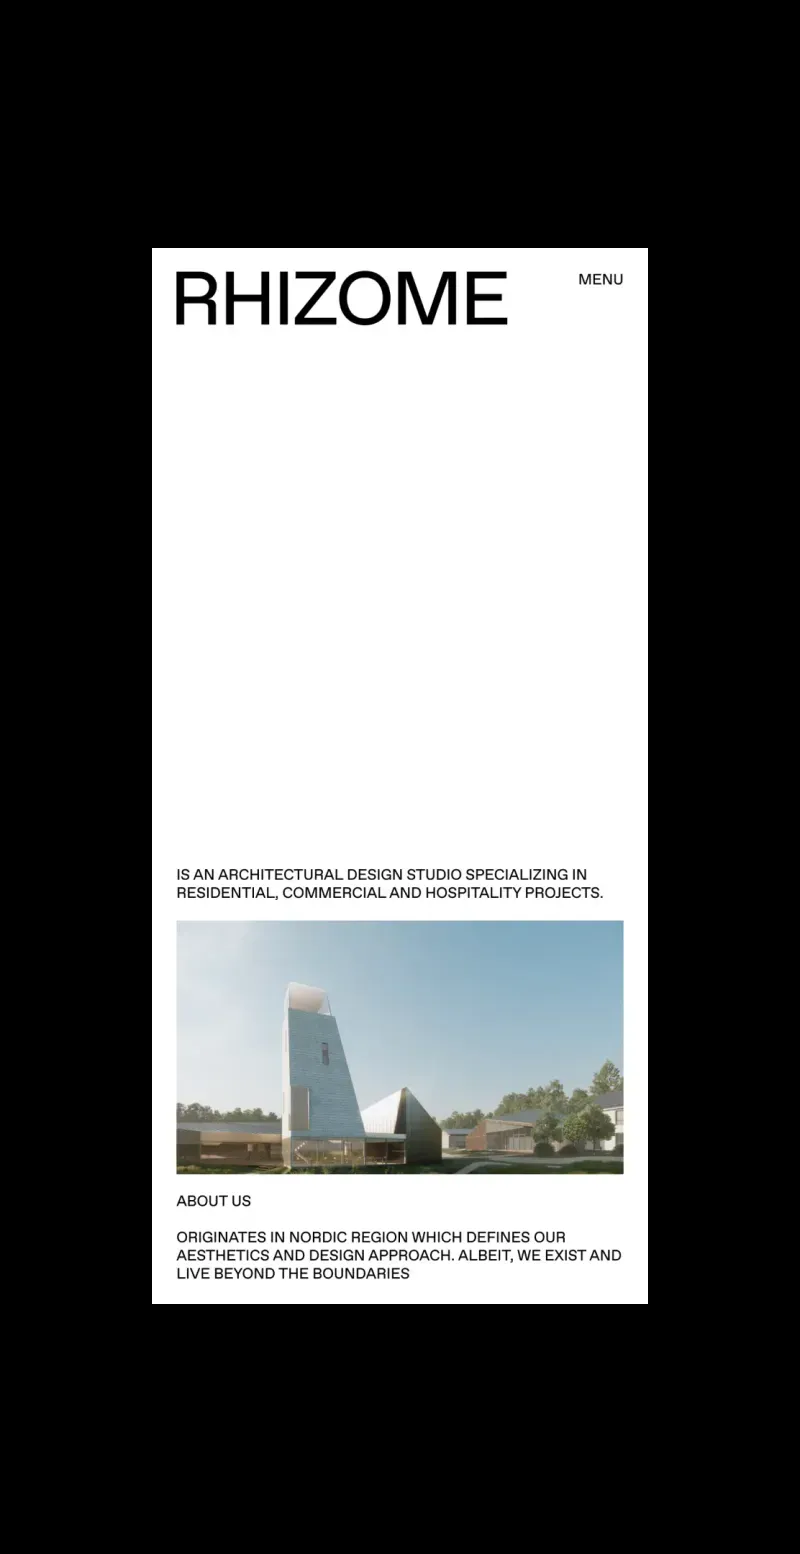 RHIZOME
MENU
IS AN ARCHITECTURAL DESIGN STUDIO SPECIALIZING IN
RESIDENTIAL, COMMERCIAL AND HOSPITALITY PROJECTS.
ABOUT US
ORIGINATES IN NORDIC REGION WHICH DEFINES OUR
AESTHETICS AND DESIGN APPROACH. ALBEIT, WE EXIST AND
LIVE BEYOND THE BOUNDARIES